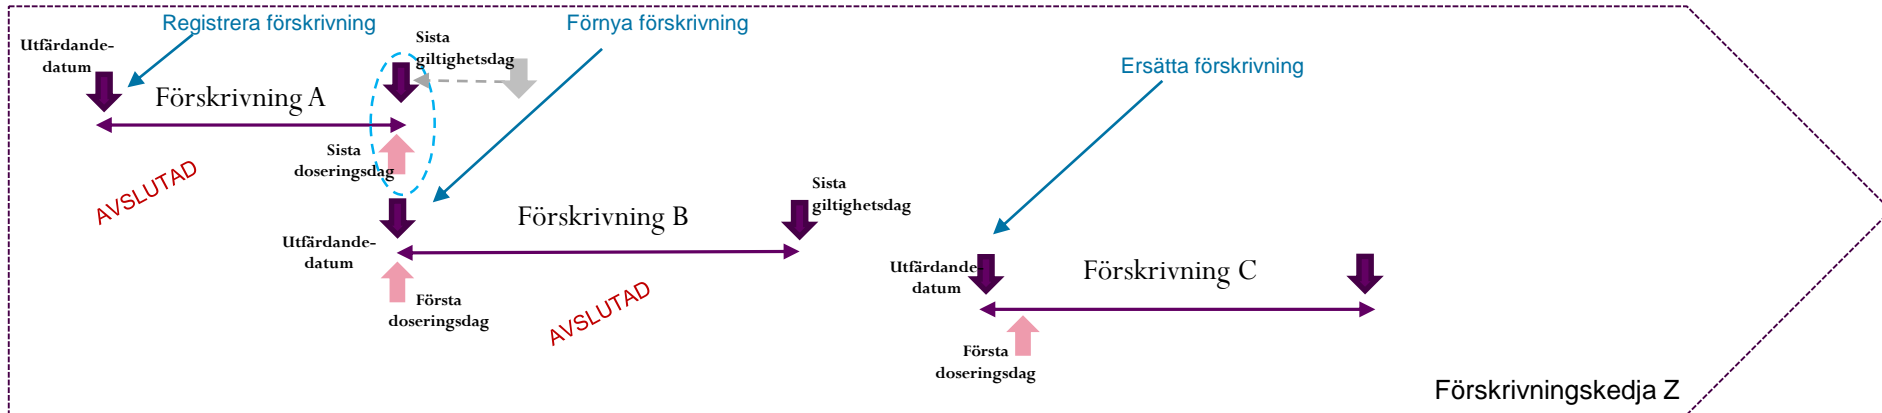 Registrera förskrivning
Förnya förskrivning
Utfärdande-
datum
Sista
giltighetsdag
Ersätta förskrivning
Förskrivning A
Sista
doseringsdag
AVSLUTAD
Sista
giltighetsdag
Förskrivning B
Utfärdande-
datum
Första
doseringsdag
AVSLUTAD
Utfärdande-
datum
Förskrivning C
Första
doseringsdag
Förskrivningskedja Z